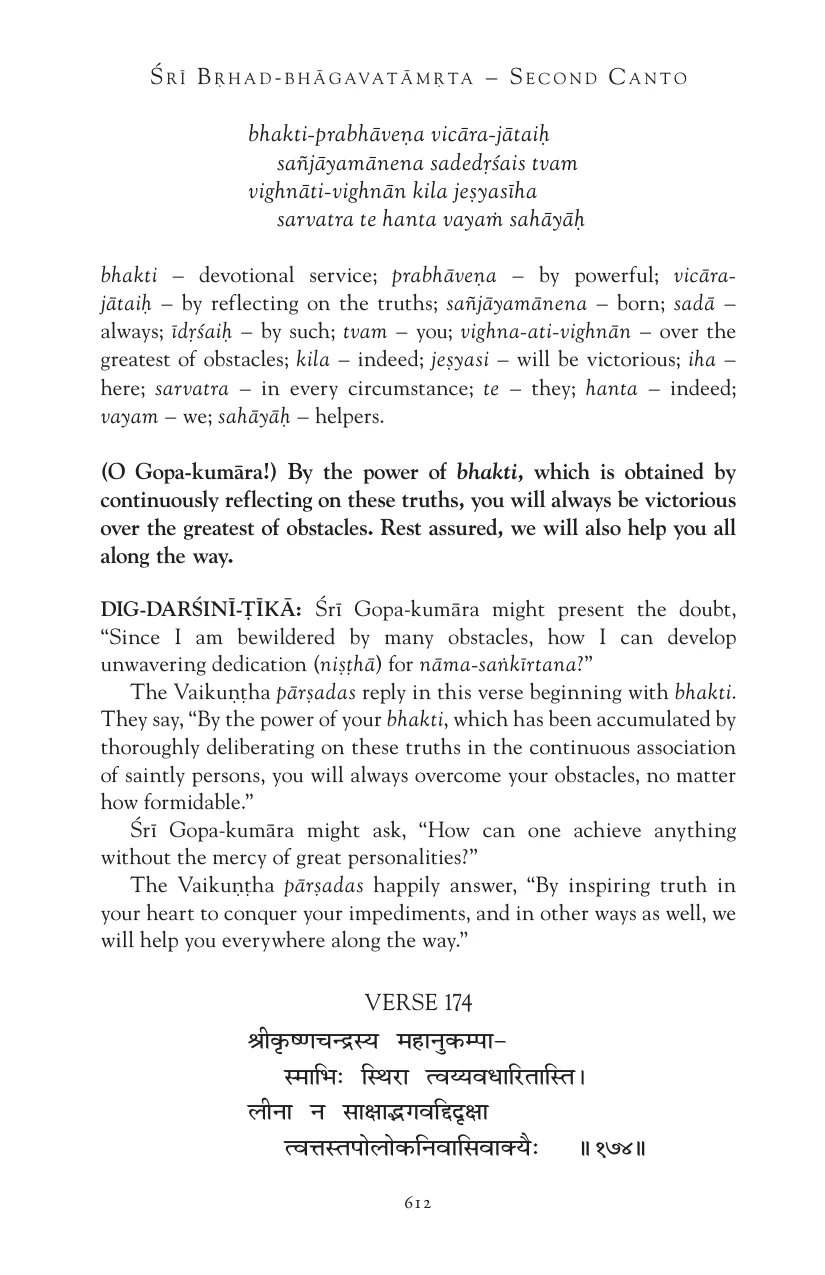 Śrī Bṛhad-bhāgavatāmṛta – Second Canto
bhakti-prabhāveṇa vicāra-jātaiḥ
sañjāyamānena sadedṛśais tvam
vighnāti-vighnān kila jeṣyasīha
sarvatra te hanta vayaṁ sahāyāḥ
bhakti – devotional service; prabhāveṇa – by powerful; vicāra-
jātaiḥ – by reflecting on the truths; sañjāyamānena – born; sadā –
always; īdṛśaiḥ – by such; tvam – you; vighna-ati-vighnān – over the
greatest of obstacles; kila – indeed; jeṣyasi – will be victorious; iha –
here; sarvatra – in every circumstance; te – they; hanta – indeed;
vayam – we; sahāyāḥ – helpers.
(O Gopa-kumāra!) By the power of bhakti, which is obtained by
continuously reflecting on these truths, you will always be victorious
over the greatest of obstacles. Rest assured, we will also help you all
along the way.
DIG-DARŚINĪ-ṬĪKĀ: Śrī Gopa-kumāra might present the doubt,
“Since I am bewildered by many obstacles, how I can develop
unwavering dedication (niṣṭhā) for nāma-saṅkīrtana?”
The Vaikuṇṭha pārṣadas reply in this verse beginning with bhakti.
They say, “By the power of your bhakti, which has been accumulated by
thoroughly deliberating on these truths in the continuous association
of saintly persons, you will always overcome your obstacles, no matter
how formidable.”
Śrī Gopa-kumāra might ask, “How can one achieve anything
without the mercy of great personalities?”
The Vaikuṇṭha pārṣadas happily answer, “By inspiring truth in
your heart to conquer your impediments, and in other ways as well, we
will help you everywhere along the way.”
VERSE 174
श्रीकृष्णचन्द्रस्य महानुकम्पा–
स्माभिः स्थिरा त्वय्यवधारितास्ति।
लीना न साक्षाद्भगवद्दिदृक्षा
त्वत्तस्तपोलोकनिवासिवाक्यैः ॥१७४॥
612